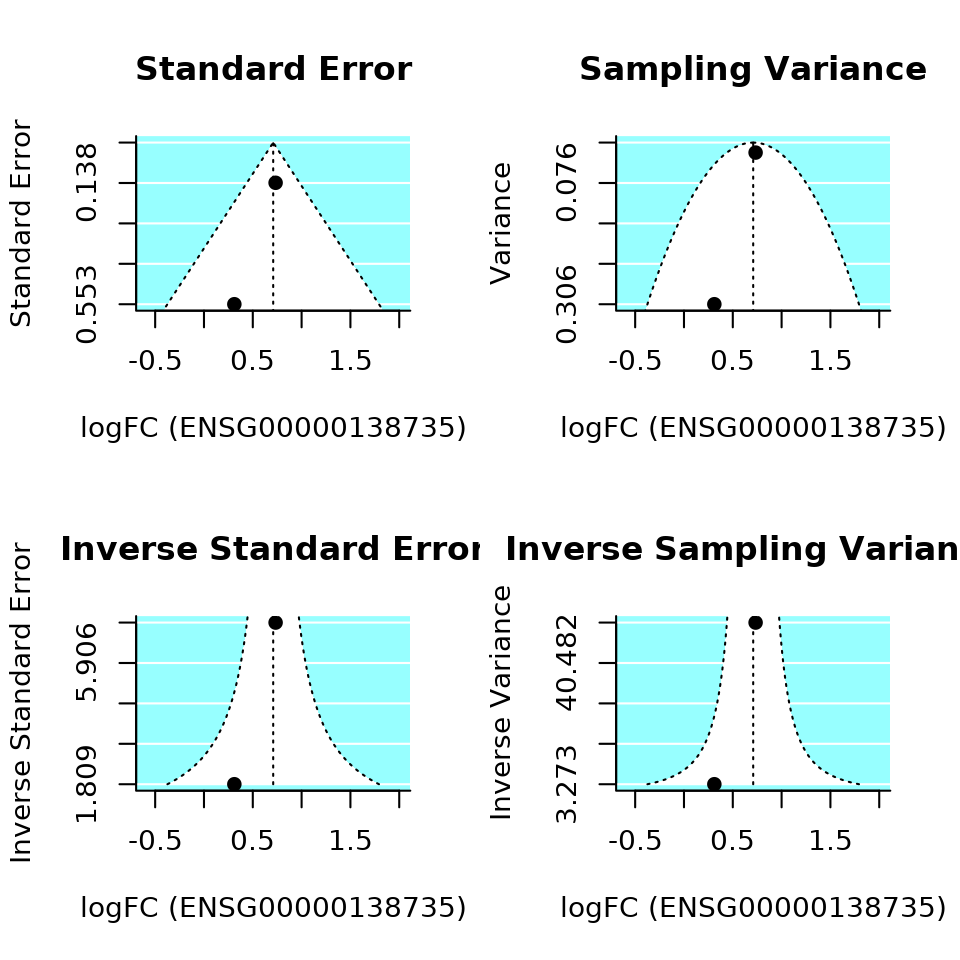 Standard Error
Standard Error
0.138
0.553
-0.5 0.5 1.5
logFC (ENSG00000138735)
Sampling Variance
Variance
0.076
0.306
-0.5 0.5 1.5
logFC (ENSG00000138735)
Inverse Standard Error
Inverse Standard Error
5.906
1.809
-0.5 0.5 1.5
logFC (ENSG00000138735)
Inverse Sampling Varian
Inverse Variance
40.482
3.273
-0.5 0.5 1.5
logFC (ENSG00000138735)